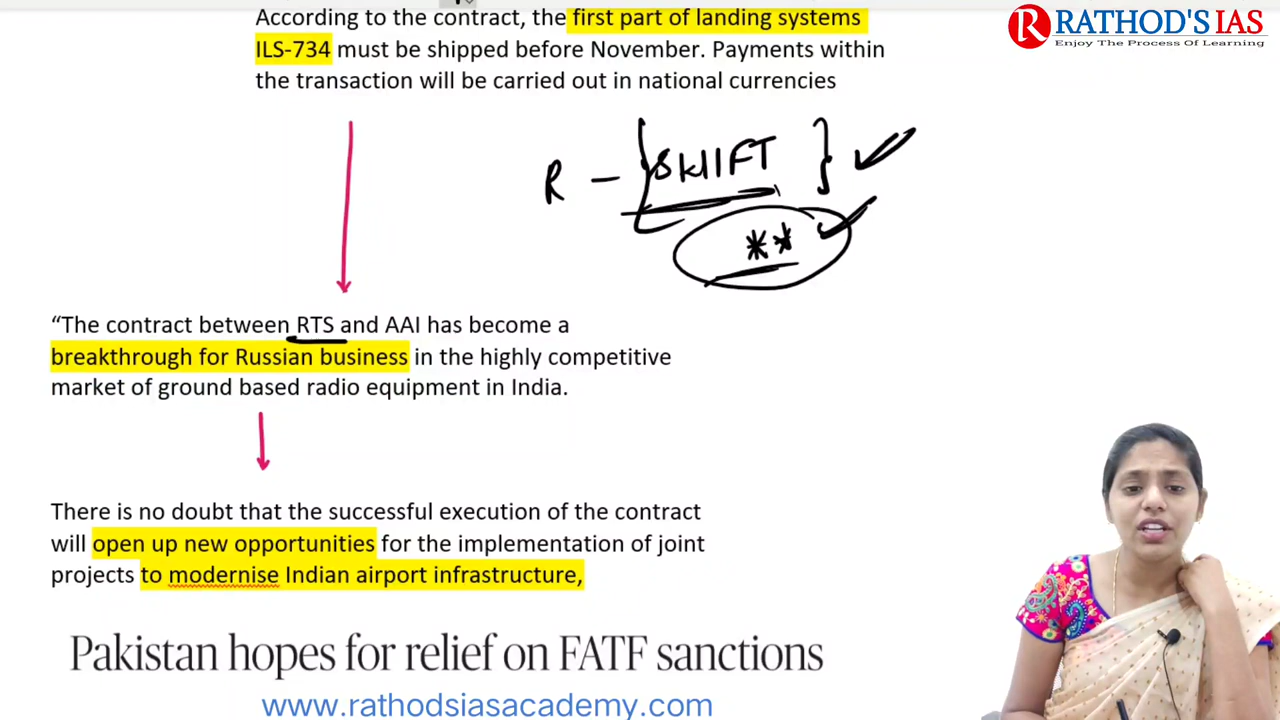 According to the contract, the first part of landing systems
RATHOD'S IAS
Enjoy The Process Of Learning
ILS-734 must be shipped before November. Payments within
the transaction will be carried out in national currencies
R - {SWIFT } ✓
** ✓
“The contract between RTS and AAI has become a
breakthrough for Russian business in the highly competitive
market of ground based radio equipment in India.
There is no doubt that the successful execution of the contract
will open up new opportunities for the implementation of joint
projects to modernise Indian airport infrastructure,
Pakistan hopes for relief on FATF sanctions
www.rathodsiasacademy.com